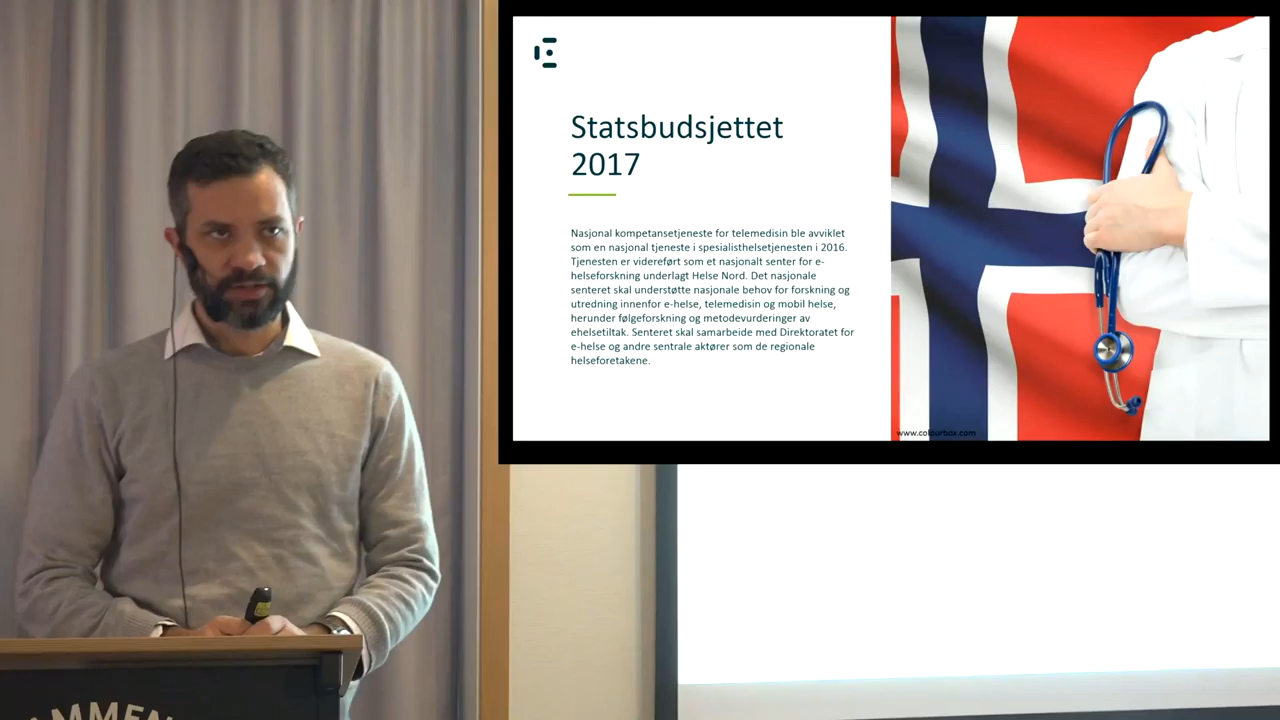 Statsbudsjettet
2017
Nasjonal kompetansetjeneste for telemedisin ble avviklet
som en nasjonal tjeneste i spesialisthelsetjenesten i 2016.
Tjenesten er videreført som et nasjonalt senter for e-
helseforskning underlagt Helse Nord. Det nasjonale
senteret skal understøtte nasjonale behov for forskning og
utredning innenfor e-helse, telemedisin og mobil helse,
herunder følgeforskning og metodevurderinger av
ehelsetiltak. Senteret skal samarbeide med Direktoratet for
e-helse og andre sentrale aktører som de regionale
helseforetakene.
www.colourbox.com